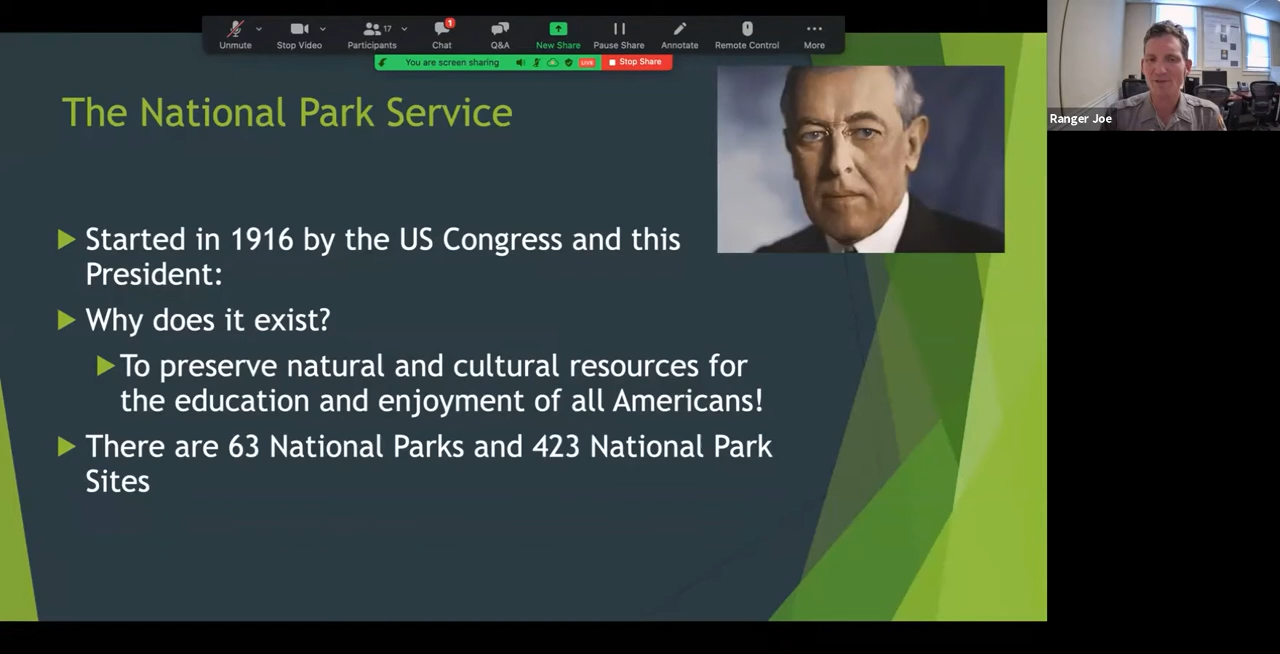 17
1
Unmute
Stop Video
Participants
Chat
Q&A
New Share
Pause Share
Annotate
Remote Control
More
You are screen sharing
LIVE
Stop Share
Ranger Joe
The National Park Service
Started in 1916 by the US Congress and this
President:
Why does it exist?
To preserve natural and cultural resources for
the education and enjoyment of all Americans!
There are 63 National Parks and 423 National Park
Sites